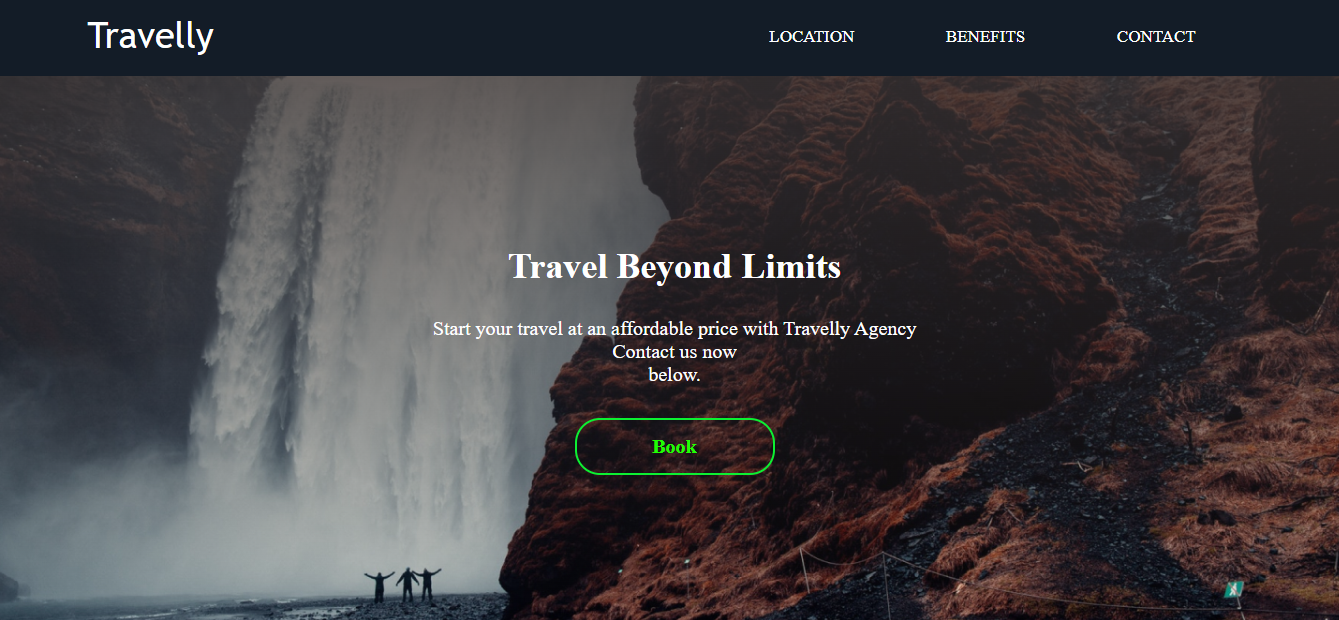 Travelly
LOCATION
BENEFITS
CONTACT
Travel Beyond Limits
Start your travel at an affordable price with Travelly Agency
Contact us now
below.
Book